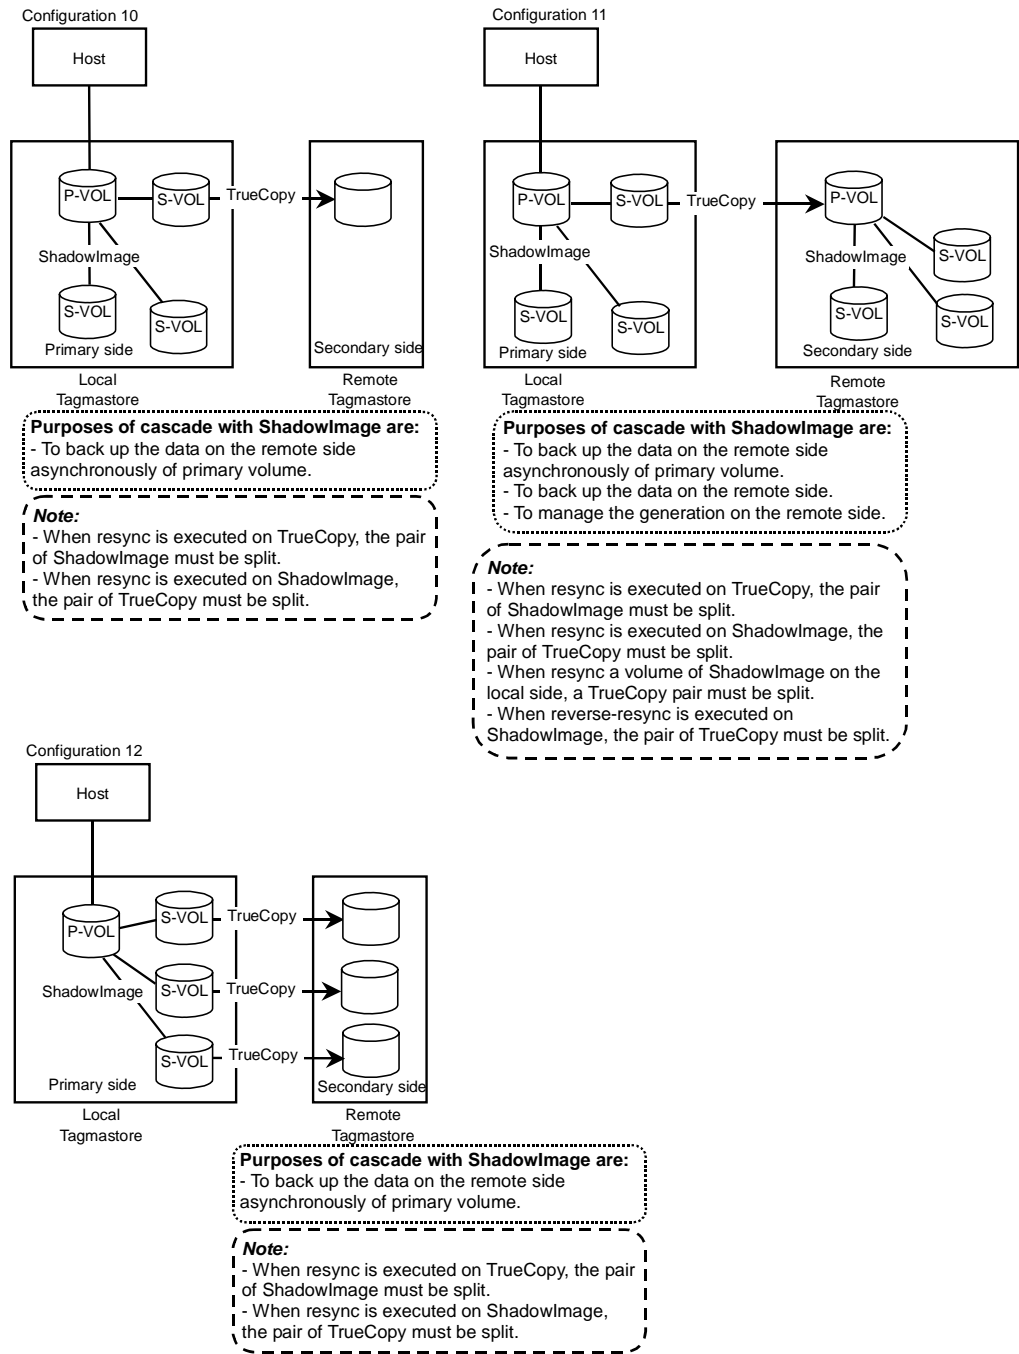 Configuration 10
Host
P-VOL
S-VOL
TrueCopy
ShadowImage
S-VOL
S-VOL
Primary side
Secondary side
Local
Tagmastore
Remote
Tagmastore
Purposes of cascade with ShadowImage are:
- To back up the data on the remote side
asynchronously of primary volume.
Note:
- When resync is executed on TrueCopy, the pair
of ShadowImage must be split.
- When resync is executed on ShadowImage,
the pair of TrueCopy must be split.
Configuration 11
Host
P-VOL
S-VOL
TrueCopy
P-VOL
ShadowImage
S-VOL
S-VOL
Primary side
ShadowImage
S-VOL
S-VOL
S-VOL
Secondary side
Local
Tagmastore
Remote
Tagmastore
Purposes of cascade with ShadowImage are:
- To back up the data on the remote side
asynchronously of primary volume.
- To back up the data on the remote side.
- To manage the generation on the remote side.
Note:
- When resync is executed on TrueCopy, the pair
of ShadowImage must be split.
- When resync is executed on ShadowImage, the
pair of TrueCopy must be split.
- When resync a volume of ShadowImage on the
local side, a TrueCopy pair must be split.
- When reverse-resync is executed on
ShadowImage, the pair of TrueCopy must be split.
Configuration 12
Host
P-VOL
S-VOL
TrueCopy
ShadowImage
S-VOL
TrueCopy
S-VOL
TrueCopy
Primary side
Secondary side
Local
Tagmastore
Remote
Tagmastore
Purposes of cascade with ShadowImage are:
- To back up the data on the remote side
asynchronously of primary volume.
Note:
- When resync is executed on TrueCopy, the pair
of ShadowImage must be split.
- When resync is executed on ShadowImage,
the pair of TrueCopy must be split.